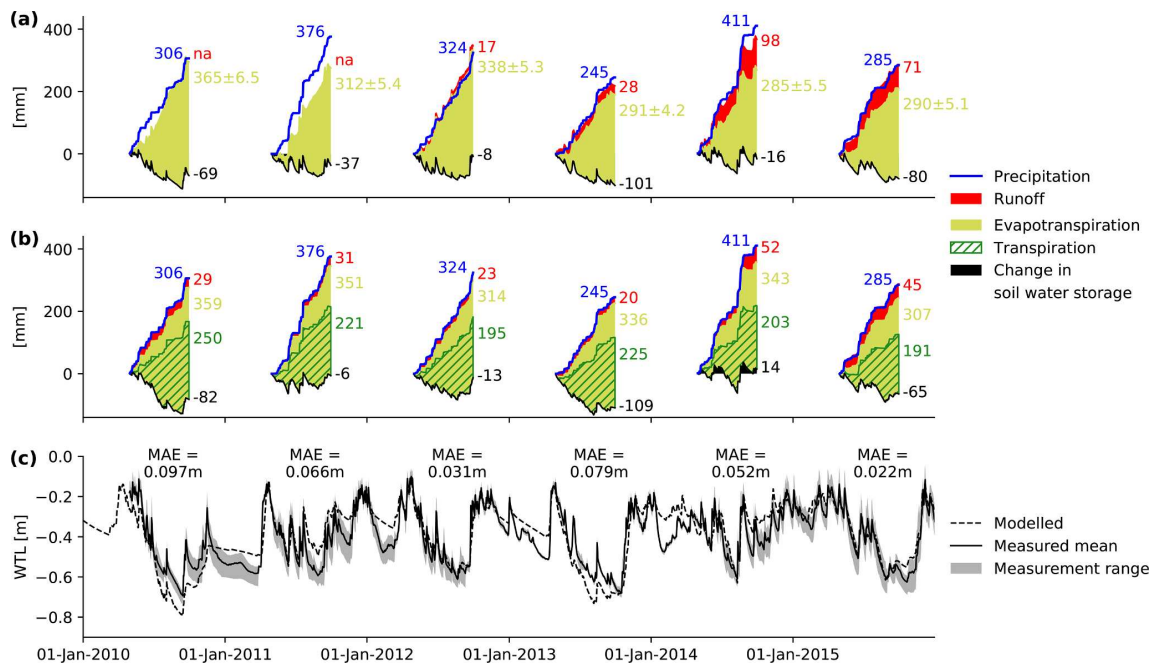 (a)
400
200
0
[mm]
306
na
365±6.5
-69
376
na
312±5.4
-37
324
17
338±5.3
-8
245
28
291±4.2
-101
411
98
285±5.5
-16
285
71
290±5.1
-80
Precipitation
Runoff
Evapotranspiration
Transpiration
Change in
soil water storage
(b)
400
200
0
[mm]
306
29
359
250
-82
376
31
351
221
-6
324
23
314
195
-13
245
20
336
225
-109
411
52
343
203
14
285
45
307
191
-65
(c)
0.0
−0.2
−0.4
−0.6
−0.8
WTL [m]
MAE =
0.097m
MAE =
0.066m
MAE =
0.031m
MAE =
0.079m
MAE =
0.052m
MAE =
0.022m
Modelled
Measured mean
Measurement range
01-Jan-2010 01-Jan-2011 01-Jan-2012 01-Jan-2013 01-Jan-2014 01-Jan-2015